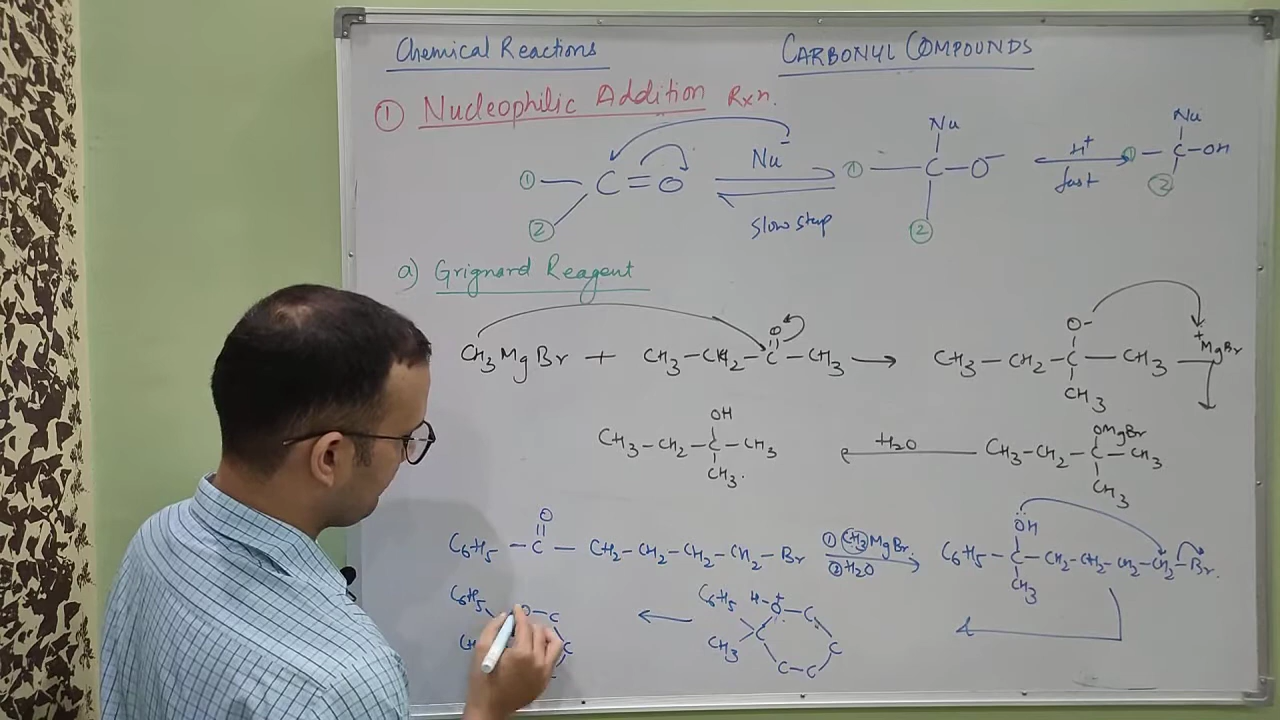 Chemical Reactions
CARBONYL COMPOUNDS
① Nucleophilic Addition Rxn.
① — C = O
②
Nu⁻
slow step
Nu
① — C — O⁻
②
H⁺
fast
Nu
① — C — OH
②
a) Grignard Reagent
CH3MgBr + CH3 — CH2 — C — CH3 →
O
O⁻
CH3 — CH2 — C — CH3
CH3
⁺MgBr
OH
CH3 — CH2 — C — CH3
CH3.
H2O
OMgBr
CH3 — CH2 — C — CH3
CH3
O
C6H5 — C — CH2 — CH2 — CH2 — CH2 — Br
① CH3MgBr.
② H2O
ÖH
C6H5 — C — CH2 — CH2 — CH2 — CH2 — Br.
CH3
C6H5
O — C
C
C6H5 H — O⁺ — C
CH3 C C
C — C